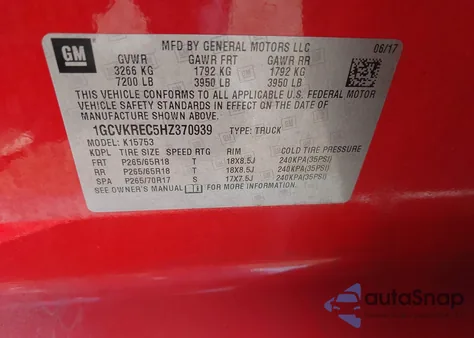 GM
MFD BY GENERAL MOTORS LLC 06/17
GVWR GAWR FRT GAWR RR
3266 KG 1792 KG 1792 KG
7200 LB 3950 LB 3950 LB
THIS VEHICLE CONFORMS TO ALL APPLICABLE U.S. FEDERAL MOTOR
VEHICLE SAFETY STANDARDS IN EFFECT ON THE DATE OF
MANUFACTURE SHOWN ABOVE.
1GCVKREC5HZ370939 TYPE: TRUCK
MODEL: K15753
KDPL TIRE SIZE SPEED RTG RIM COLD TIRE PRESSURE
FRT P265/65R18 T 18X8.5J 240KPA(35PSI)
RR P265/65R18 T 18X8.5J 240KPA(35PSI)
SPA P265/70R17 S 17X7.5J 240KPA(35PSI)
SEE OWNER'S MANUAL FOR MORE INFORMATION
autoSnap